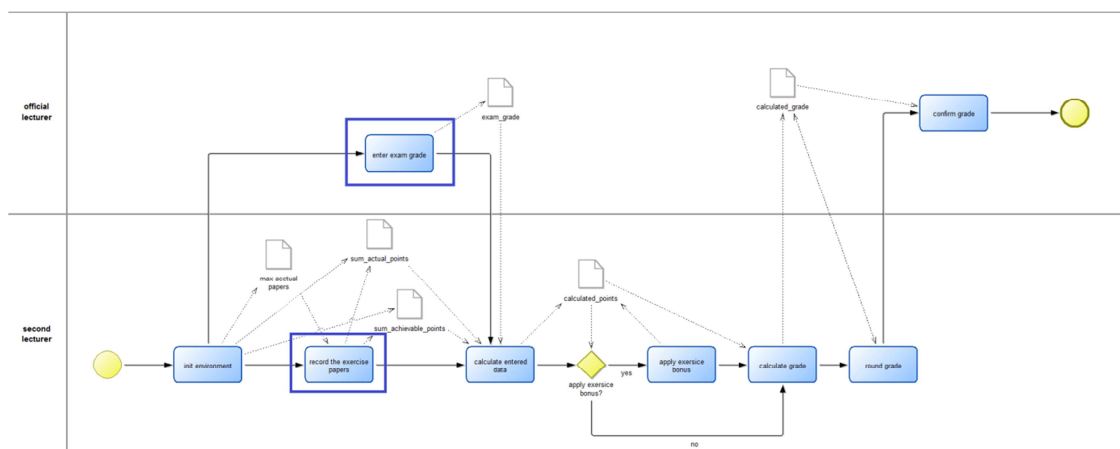 official
lecturer
exam_grade
enter exam grade
calculated_grade
confirm grade
second
lecturer
max acctual
papers
sum_actual_points
sum_achievable_points
calculated_points
init environment
record the exercise
papers
calculate entered
data
apply exersice
bonus?
yes
no
apply exersice
bonus
calculate grade
round grade